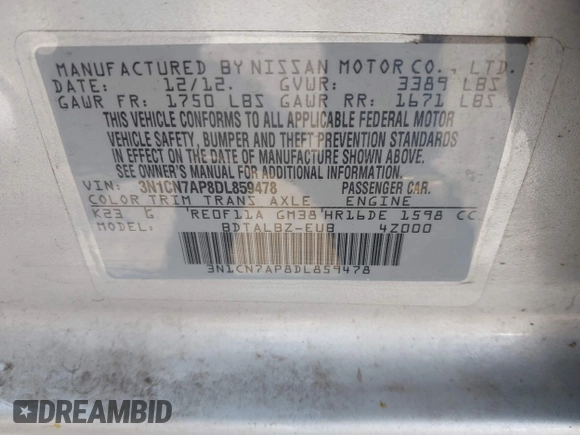 MANUFACTURED BY NISSAN MOTOR CO., LTD.
DATE: 12/12. GVWR: 3389 LBS
GAWR FR: 1750 LBS GAWR RR: 1671 LBS
THIS VEHICLE CONFORMS TO ALL APPLICABLE FEDERAL MOTOR
VEHICLE SAFETY, BUMPER AND THEFT PREVENTION STANDARDS
IN EFFECT ON THE DATE OF MANUFACTURE SHOWN ABOVE.
SEE OWNER'S MANUAL FOR ADDITIONAL INFORMATION.
VIN: 3N1CN7AP8DL859478 PASSENGER CAR.
COLOR TRIM TRANS AXLE ENGINE
K23 G RE0F11A GM38 HR16DE 1598 CC
MODEL: BDTALBZ-EUB 4Z000
3N1CN7AP8DL859478
DREAMBID